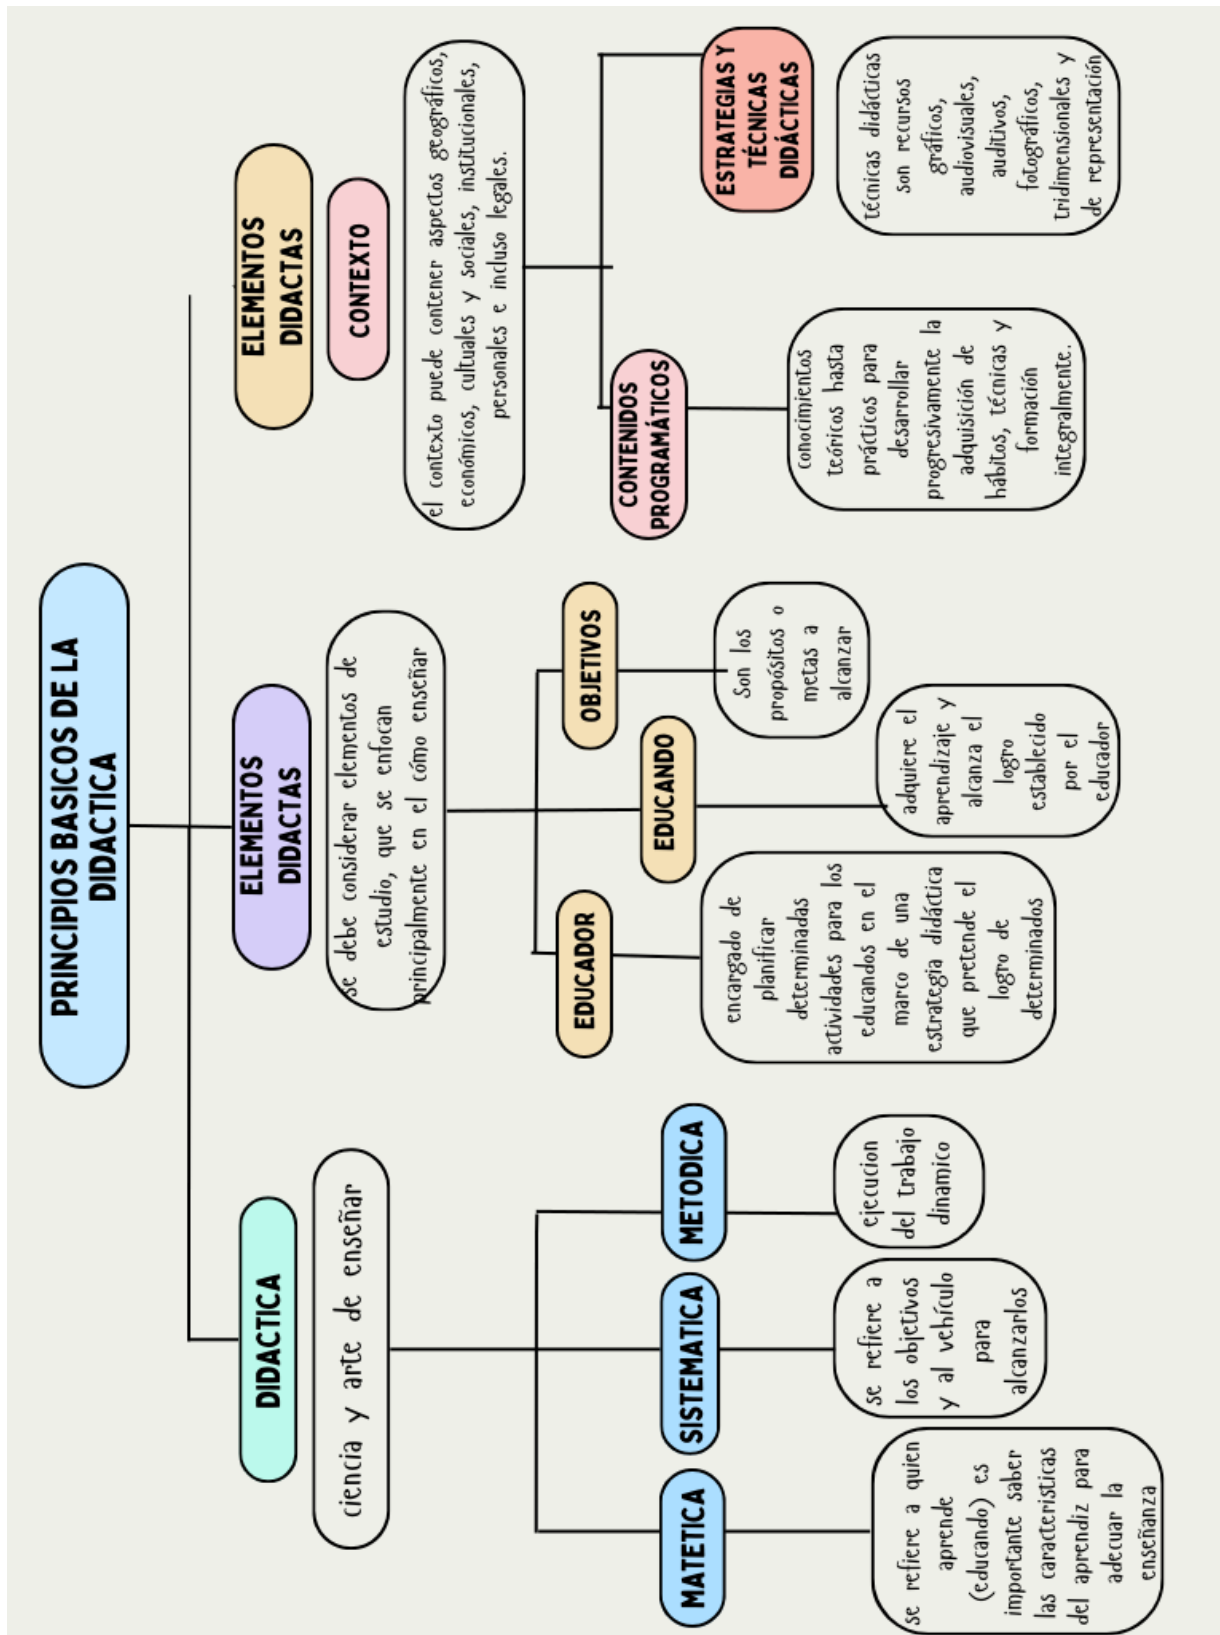 PRINCIPIOS BASICOS DE LA
DIDACTICA
DIDACTICA
ciencia y arte de enseñar
MATETICA
se refiere a quien
aprende
(educando) es
importante saber
las caracteristicas
del aprendiz para
adecuar la
enseñanza
SISTEMATICA
se refiere a
los objetivos
y al vehículo
para
alcanzarlos
METODICA
ejecucion
del trabajo
dinamico
ELEMENTOS
DIDACTAS
se debe considerar elementos de
estudio, que se enfocan
principalmente en el cómo enseñar
EDUCADOR
encargado de
planificar
determinadas
actividades para los
educandos en el
marco de una
estrategia didáctica
que pretende el
logro de
determinados
EDUCANDO
adquiere el
aprendizaje y
alcanza el
logro
establecido
por el
educador
OBJETIVOS
Son los
propósitos o
metas a
alcanzar
ELEMENTOS
DIDACTAS
CONTEXTO
el contexto puede contener aspectos geográficos,
económicos, cultuales y sociales, institucionales,
personales e incluso legales.
CONTENIDOS
PROGRAMÁTICOS
conocimientos
teóricos hasta
prácticos para
desarrollar
progresivamente la
adquisición de
hábitos, técnicas y
formación
integralmente.
ESTRATEGIAS Y
TÉCNICAS
DIDÁCTICAS
técnicas didácticas
son recursos
gráficos,
audiovisuales,
auditivos,
fotográficos,
tridimensionales y
de representación